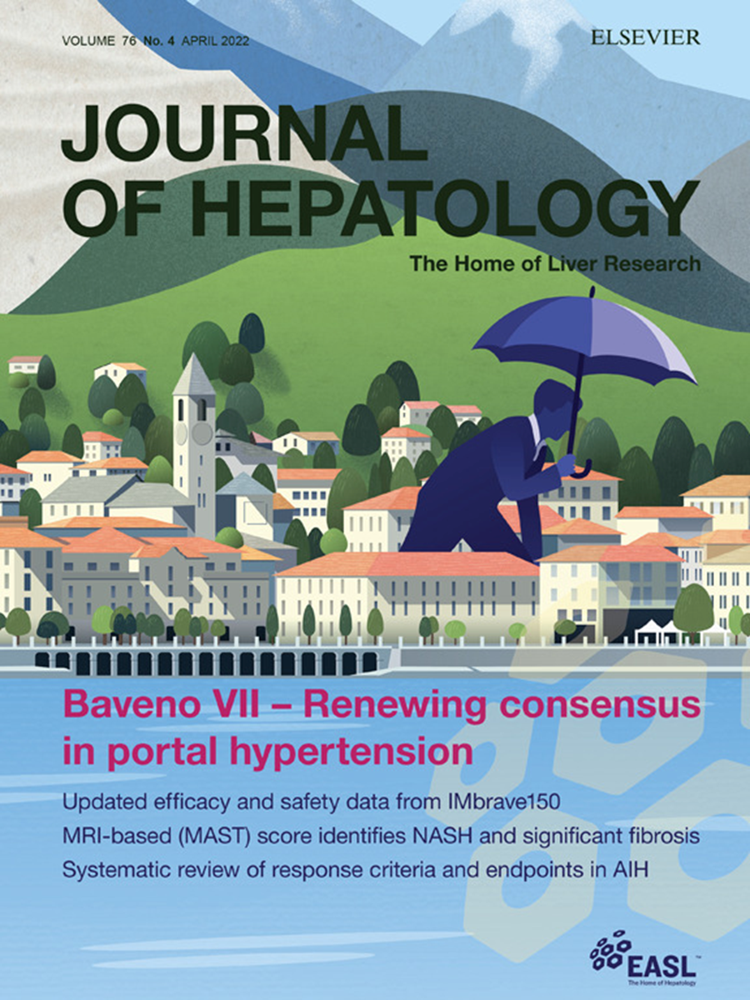 VOLUME 76 No. 4 APRIL 2022
ELSEVIER
JOURNAL
OF HEPATOLOGY
The Home of Liver Research
Baveno VII – Renewing consensus
in portal hypertension
Updated efficacy and safety data from IMbrave150
MRI-based (MAST) score identifies NASH and significant fibrosis
Systematic review of response criteria and endpoints in AIH
EASL™
The Home of Hepatology